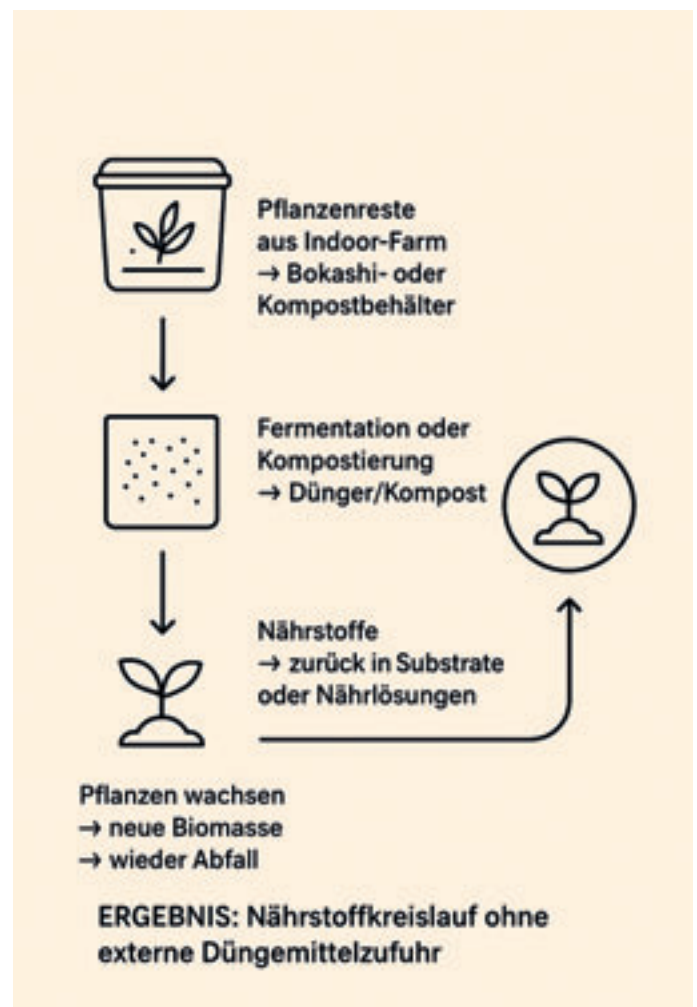 Pflanzenreste
aus Indoor-Farm
→ Bokashi- oder
Kompostbehälter
Fermentation oder
Kompostierung
→ Dünger/Kompost
Nährstoffe
→ zurück in Substrate
oder Nährlösungen
Pflanzen wachsen
→ neue Biomasse
→ wieder Abfall
ERGEBNIS: Nährstoffkreislauf ohne
externe Düngemittelzufuhr